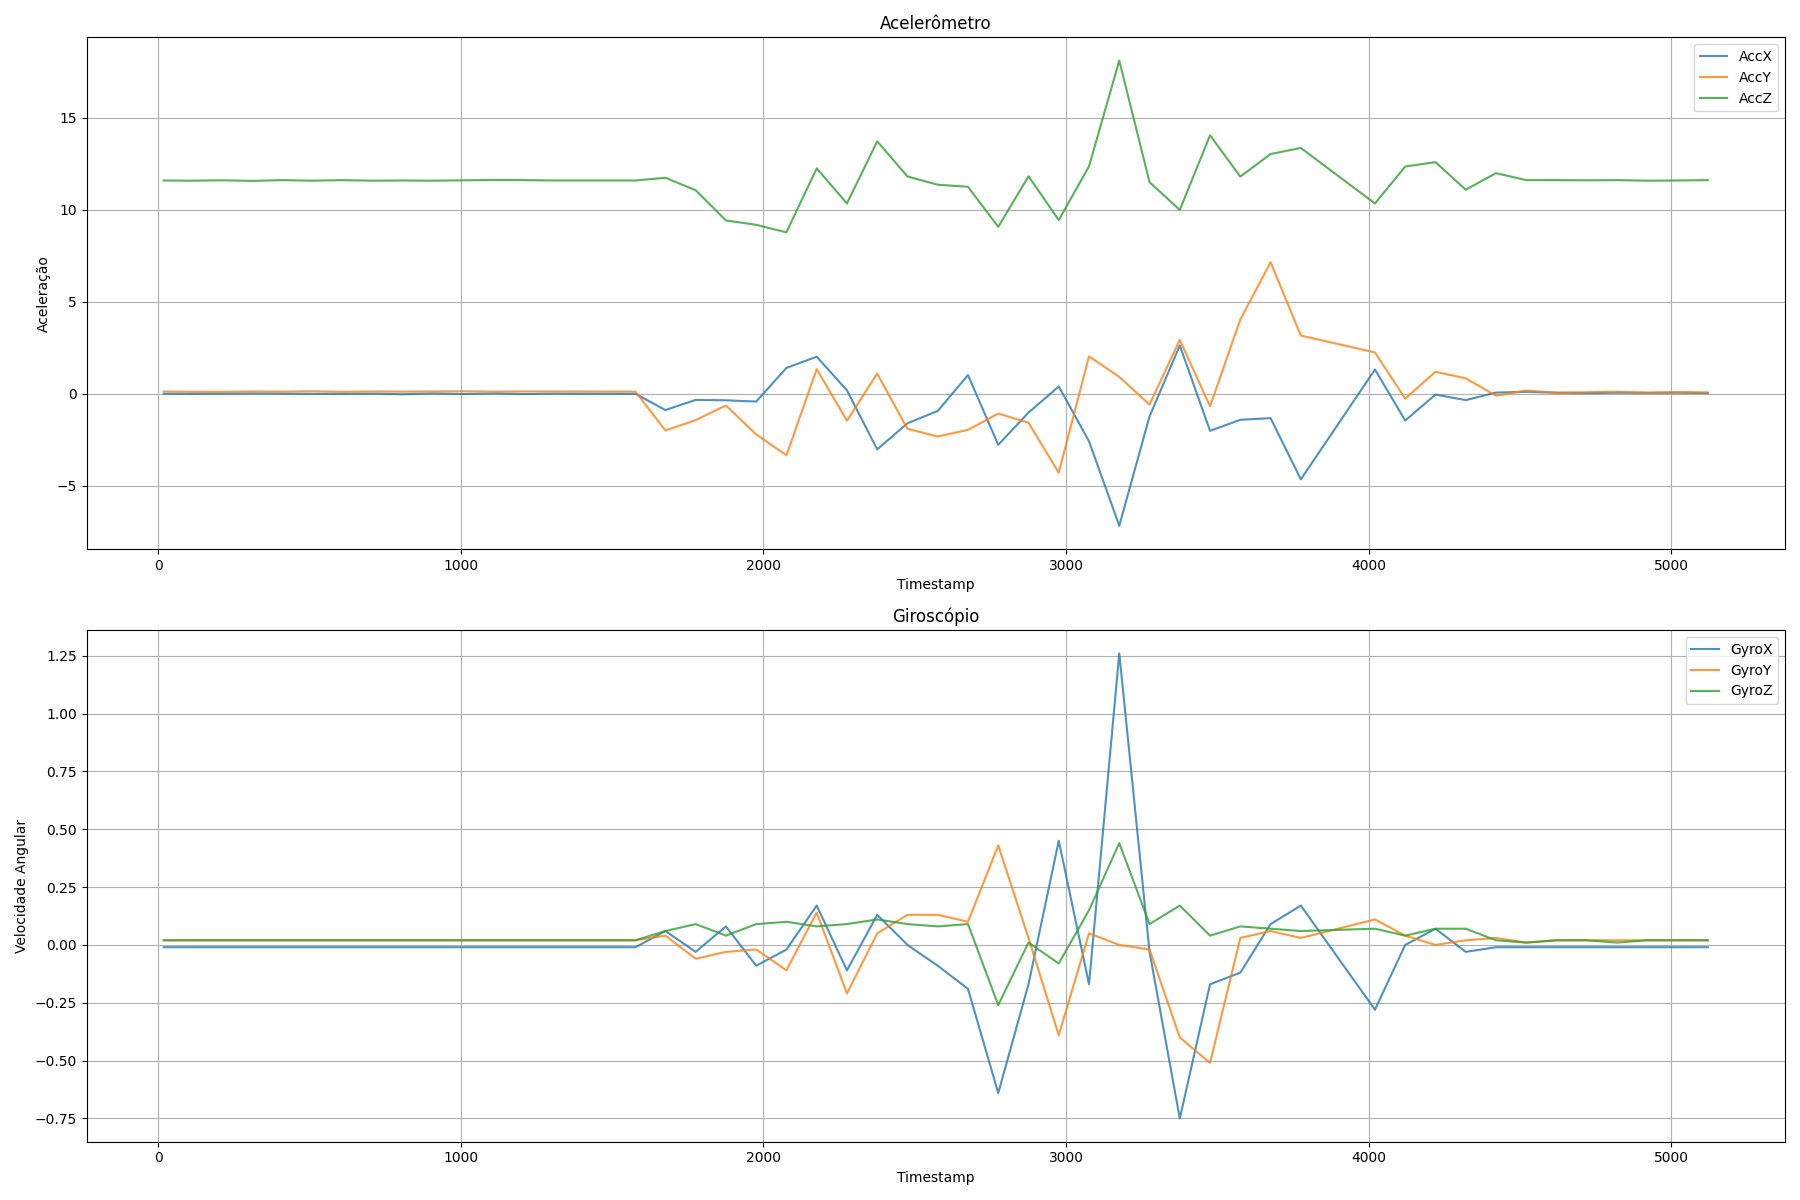 Acelerômetro
AccX
AccY
AccZ
15
10
5
0
−5
Aceleração
0 1000 2000 3000 4000 5000
Timestamp
Giroscópio
GyroX
GyroY
GyroZ
1.25
1.00
0.75
0.50
0.25
0.00
−0.25
−0.50
−0.75
Velocidade Angular
0 1000 2000 3000 4000 5000
Timestamp